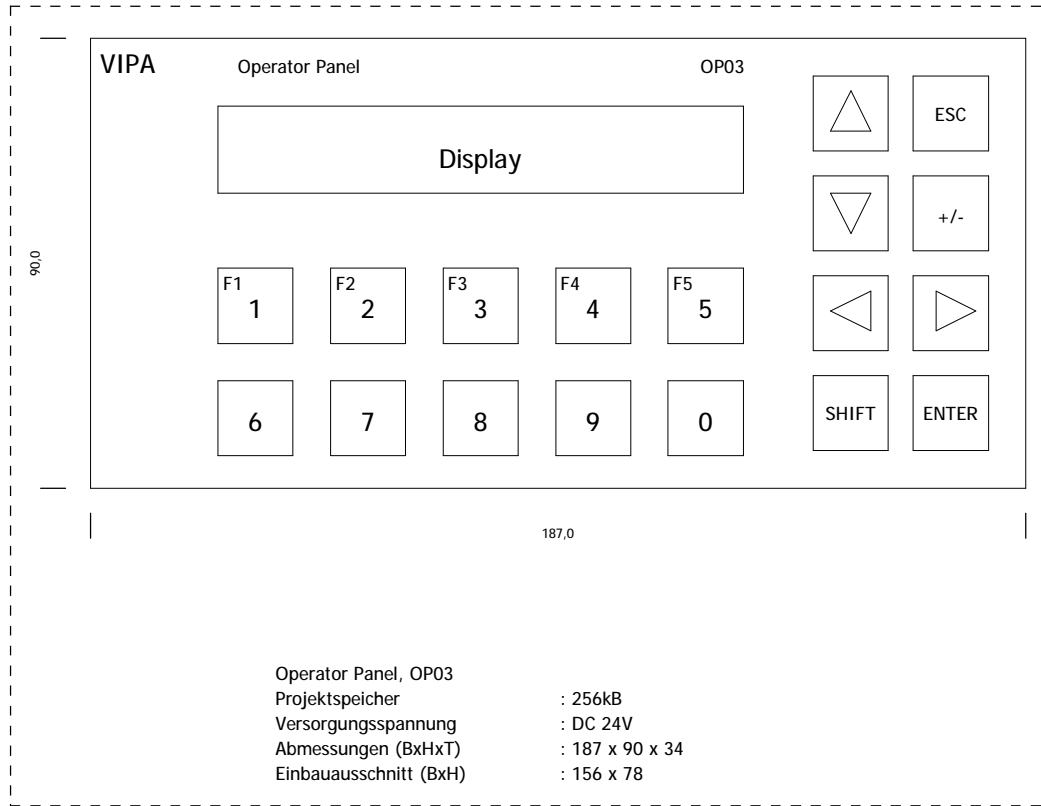 VIPA Operator Panel OP03
ESC
Display
+/-
90,0
F1 F2 F3 F4 F5
1 2 3 4 5
SHIFT ENTER
6 7 8 9 0
187,0
Operator Panel, OP03
Projektspeicher : 256kB
Versorgungsspannung : DC 24V
Abmessungen (BxHxT) : 187 x 90 x 34
Einbauausschnitt (BxH) : 156 x 78